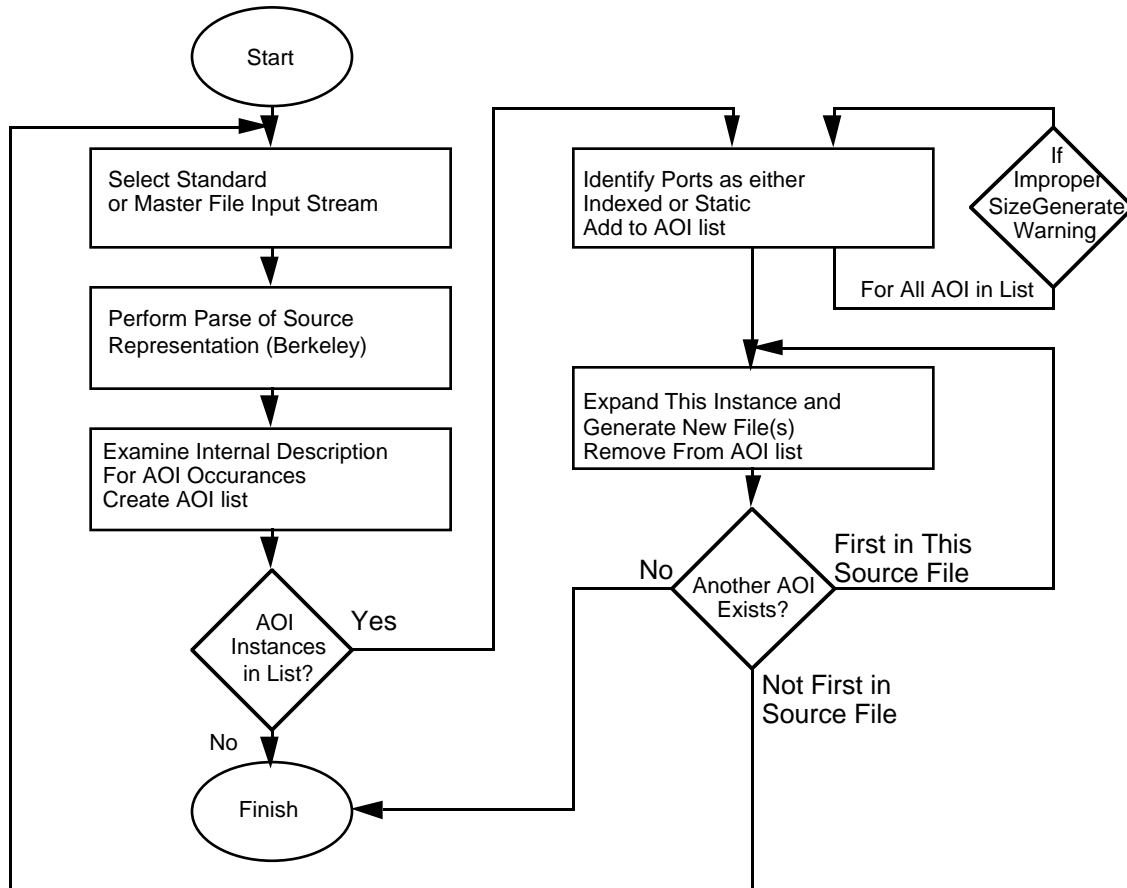 Start
Select Standard
or Master File Input Stream
Perform Parse of Source
Representation (Berkeley)
Examine Internal Description
For AOI Occurances
Create AOI list
AOI
Instances
in List?
Yes
No
Finish
Identify Ports as either
Indexed or Static
Add to AOI list
If
Improper
SizeGenerate
Warning
For All AOI in List
Expand This Instance and
Generate New File(s)
Remove From AOI list
Another AOI
Exists?
No
First in This
Source File
Not First in
Source File